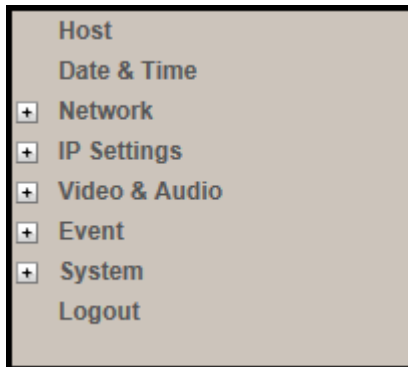 Host
Date & Time
Network
IP Settings
Video & Audio
Event
System
Logout